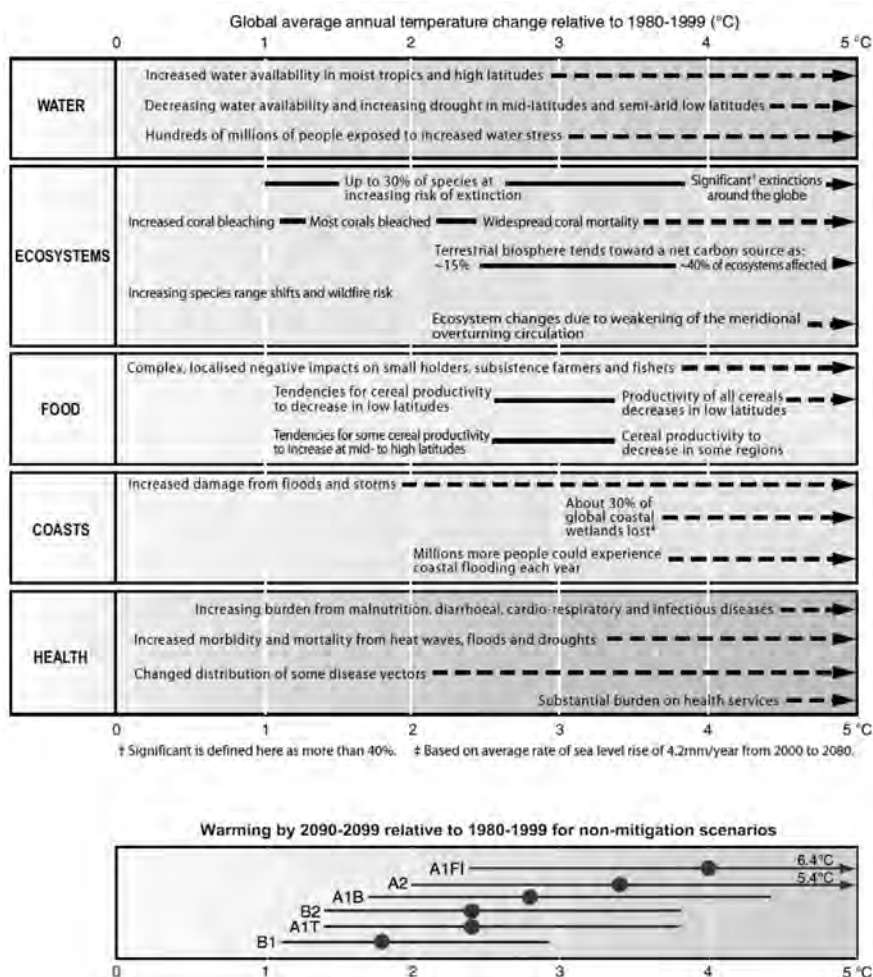 Global average annual temperature change relative to 1980-1999 (°C)
0 1 2 3 4 5 °C
WATER
Increased water availability in moist tropics and high latitudes
Decreasing water availability and increasing drought in mid-latitudes and semi-arid low latitudes
Hundreds of millions of people exposed to increased water stress
ECOSYSTEMS
Up to 30% of species at
increasing risk of extinction
Significant† extinctions
around the globe
Increased coral bleaching Most corals bleached Widespread coral mortality
Terrestrial biosphere tends toward a net carbon source as:
~15% ~40% of ecosystems affected
Increasing species range shifts and wildfire risk
Ecosystem changes due to weakening of the meridional
overturning circulation
FOOD
Complex, localised negative impacts on small holders, subsistence farmers and fishers
Tendencies for cereal productivity
to decrease in low latitudes
Productivity of all cereals
decreases in low latitudes
Tendencies for some cereal productivity
to increase at mid- to high latitudes
Cereal productivity to
decrease in some regions
COASTS
Increased damage from floods and storms
About 30% of
global coastal
wetlands lost‡
Millions more people could experience
coastal flooding each year
HEALTH
Increasing burden from malnutrition, diarrhoeal, cardio-respiratory and infectious diseases
Increased morbidity and mortality from heat waves, floods and droughts
Changed distribution of some disease vectors
Substantial burden on health services
0 1 2 3 4 5 °C
† Significant is defined here as more than 40%. ‡ Based on average rate of sea level rise of 4.2mm/year from 2000 to 2080.
Warming by 2090-2099 relative to 1980-1999 for non-mitigation scenarios
A1FI 6.4°C
A2 5.4°C
A1B
B2
A1T
B1
0 1 2 3 4 5 °C